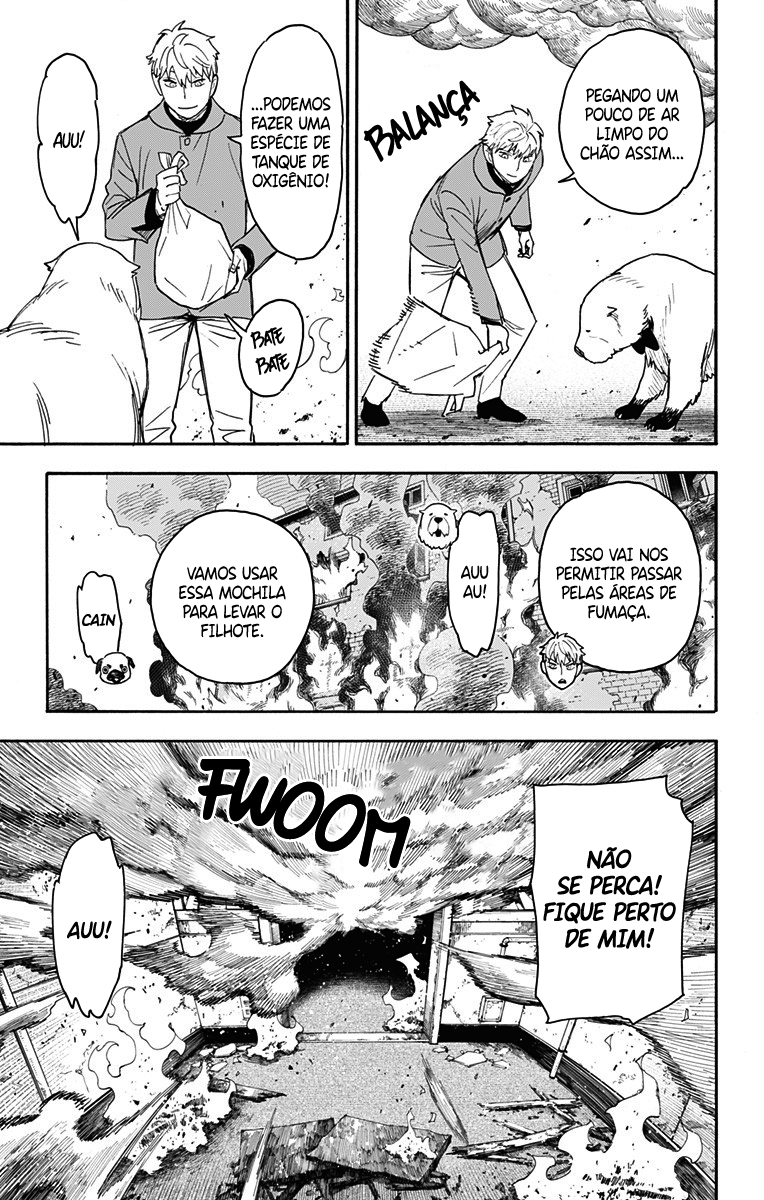 PEGANDO UM
POUCO DE AR
LIMPO DO
CHÃO ASSIM...
BALANÇA
...PODEMOS
FAZER UMA
ESPÉCIE DE
TANQUE DE
OXIGÊNIO!
AUU!
BATE
BATE
ISSO VAI NOS
PERMITIR PASSAR
PELAS ÁREAS DE
FUMAÇA.
AUU
AU!
VAMOS USAR
ESSA MOCHILA
PARA LEVAR O
FILHOTE.
CAIN
FWOOM
NÃO
SE PERCA!
FIQUE PERTO
DE MIM!
AUU!